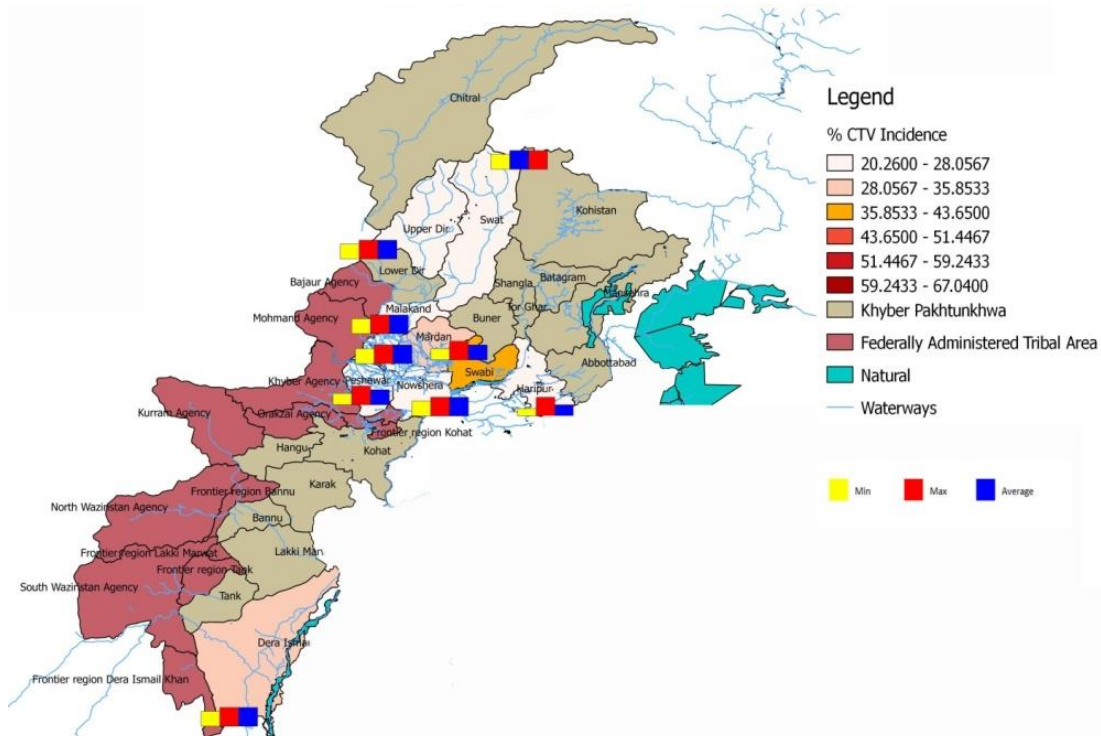 Chitral
Kohistan
Swat
Upper Dir
Lower Dir
Bajaur Agency
Shangla
Batagram
Mansehra
Tor Ghar
Malakand
Mohmand Agency
Buner
Mardan
Abbottabad
Swabi
Khyber Agency
Peshawar
Nowshera
Haripur
Kurram Agency
Orakzai Agency
Frontier region Kohat
Hangu
Kohat
Karak
Frontier region Bannu
North Wazinstan Agency
Bannu
Frontier region Lakki Marwat
Lakki Mar
Frontier region Tank
South Wazinstan Agency
Tank
Dera Ismai
Frontier region Dera Ismail Khan
Legend
% CTV Incidence
20.2600 - 28.0567
28.0567 - 35.8533
35.8533 - 43.6500
43.6500 - 51.4467
51.4467 - 59.2433
59.2433 - 67.0400
Khyber Pakhtunkhwa
Federally Administered Tribal Area
Natural
Waterways
Min
Max
Average